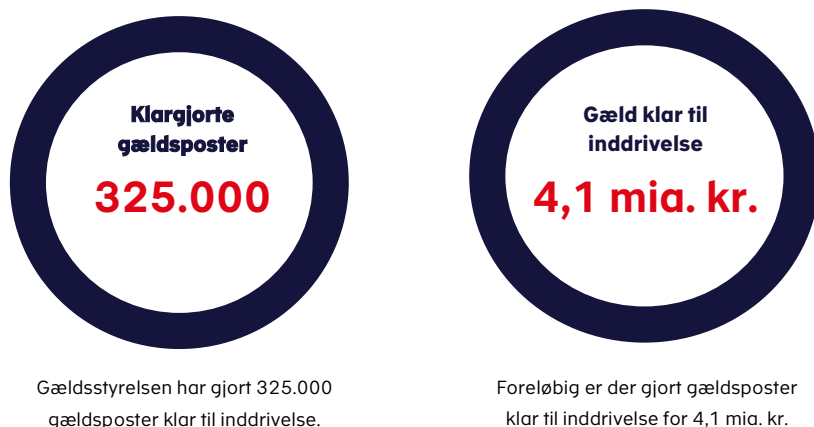 Klargjorte
gældsposter
325.000
Gældsstyrelsen har gjort 325.000
gældsposter klar til inddrivelse.
Gæld klar til
inddrivelse
4,1 mia. kr.
Foreløbig er der gjort gældsposter
klar til inddrivelse for 4,1 mia. kr.